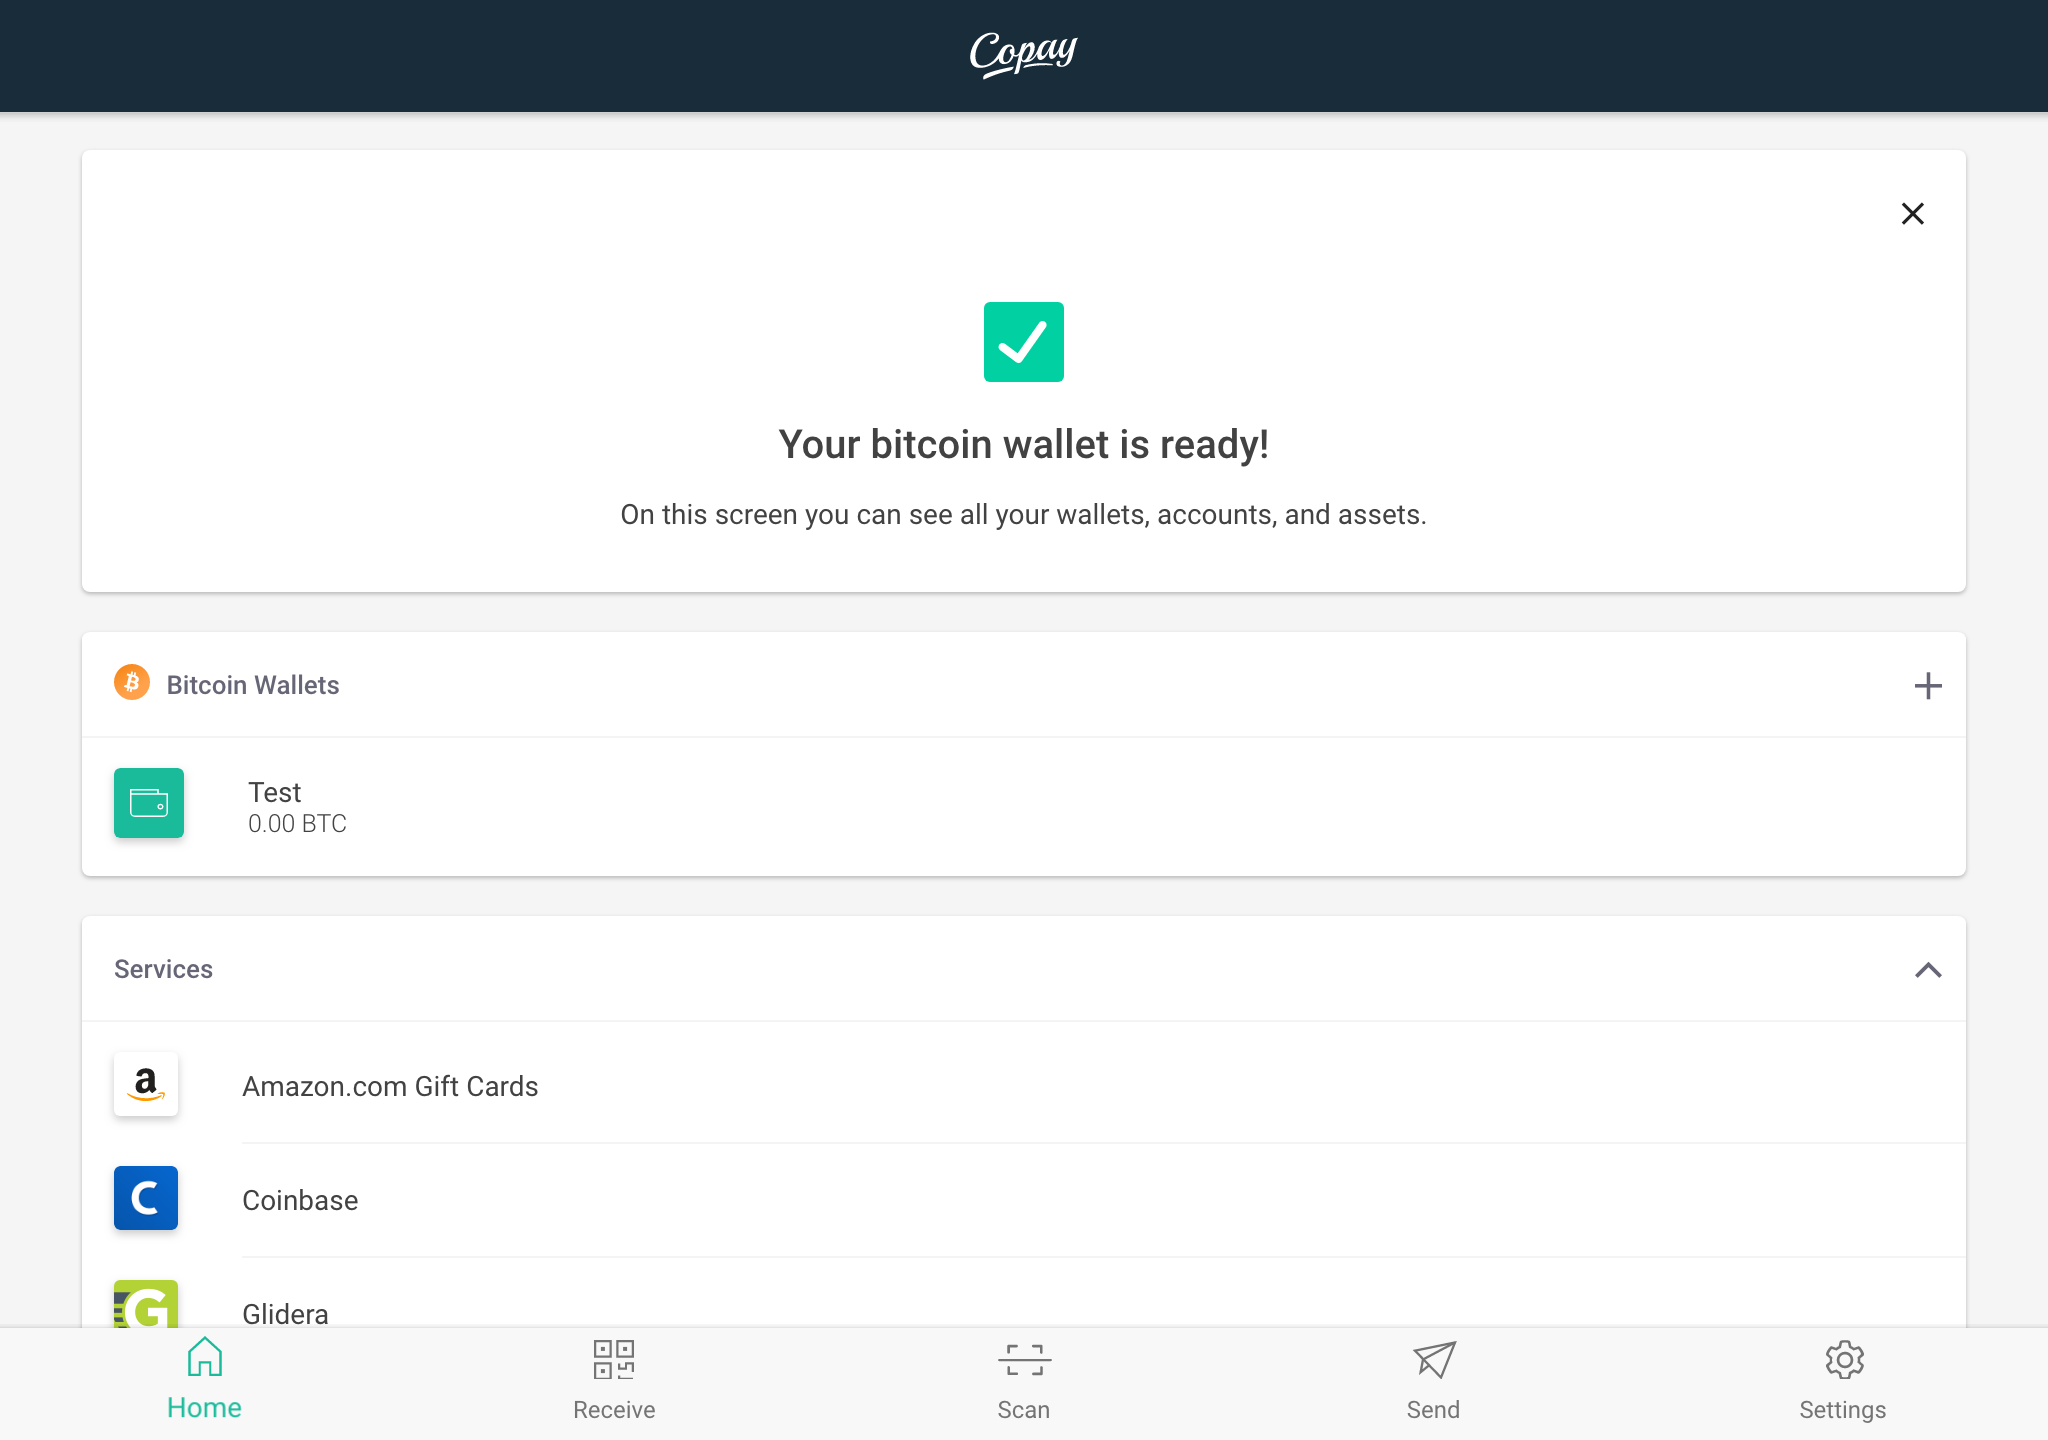 Copay
Your bitcoin wallet is ready!
On this screen you can see all your wallets, accounts, and assets.
Bitcoin Wallets
Test
0.00 BTC
Services
Amazon.com Gift Cards
Coinbase
Glidera
Home
Receive
Scan
Send
Settings